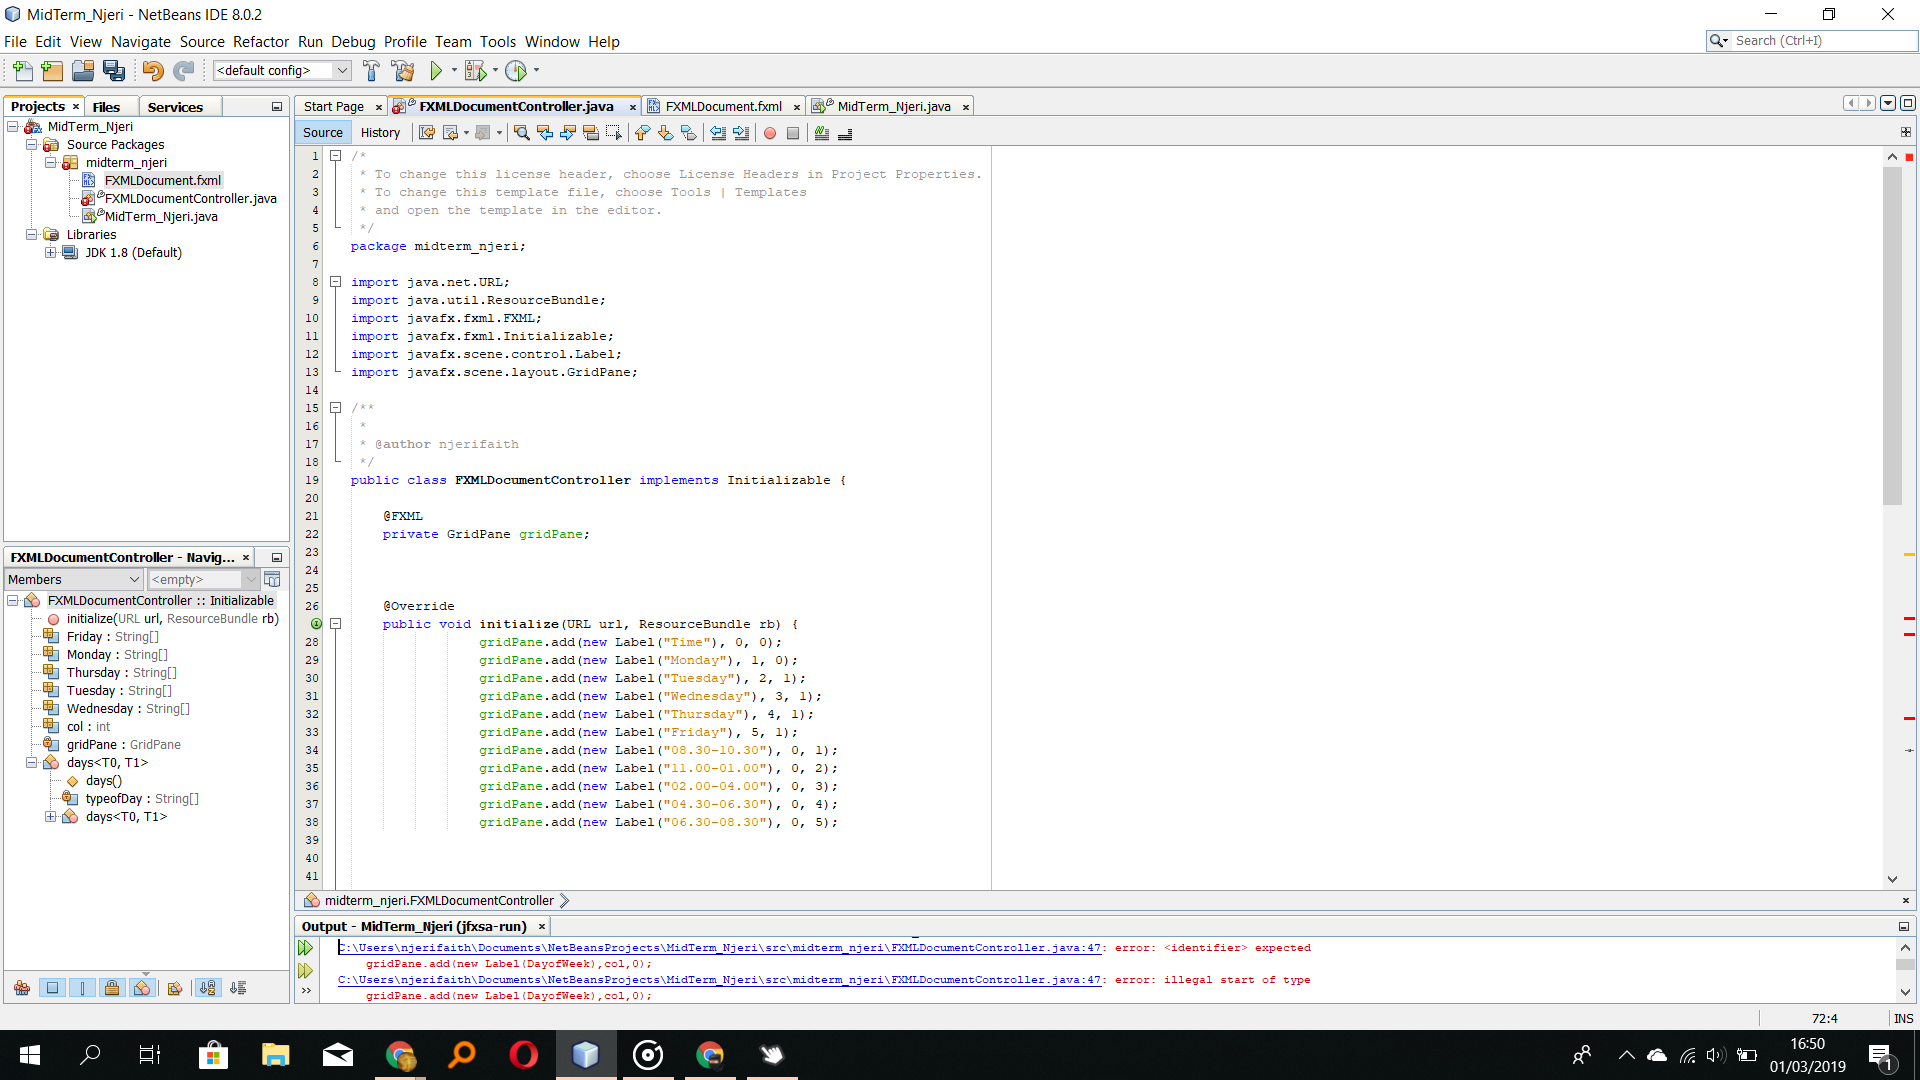 MidTerm_Njeri - NetBeans IDE 8.0.2
File Edit View Navigate Source Refactor Run Debug Profile Team Tools Window Help
Search (Ctrl+I)
<default config>
Projects Files Services
MidTerm_Njeri
Source Packages
midterm_njeri
FXMLDocument.fxml
FXMLDocumentController.java
MidTerm_Njeri.java
Libraries
JDK 1.8 (Default)
FXMLDocumentController - Navig...
Members <empty>
FXMLDocumentController :: Initializable
initialize(URL url, ResourceBundle rb)
Friday : String[]
Monday : String[]
Thursday : String[]
Tuesday : String[]
Wednesday : String[]
col : int
gridPane : GridPane
days<T0, T1>
days()
typeofDay : String[]
days<T0, T1>
Start Page FXMLDocumentController.java FXMLDocument.fxml MidTerm_Njeri.java
Source History
1 /*
2 * To change this license header, choose License Headers in Project Properties.
3 * To change this template file, choose Tools | Templates
4 * and open the template in the editor.
5 */
6 package midterm_njeri;
7
8 import java.net.URL;
9 import java.util.ResourceBundle;
10 import javafx.fxml.FXML;
11 import javafx.fxml.Initializable;
12 import javafx.scene.control.Label;
13 import javafx.scene.layout.GridPane;
14
15 /**
16 *
17 * @author njerifaith
18 */
19 public class FXMLDocumentController implements Initializable {
20
21 @FXML
22 private GridPane gridPane;
23
24
25
26 @Override
public void initialize(URL url, ResourceBundle rb) {
28 gridPane.add(new Label("Time"), 0, 0);
29 gridPane.add(new Label("Monday"), 1, 0);
30 gridPane.add(new Label("Tuesday"), 2, 1);
31 gridPane.add(new Label("Wednesday"), 3, 1);
32 gridPane.add(new Label("Thursday"), 4, 1);
33 gridPane.add(new Label("Friday"), 5, 1);
34 gridPane.add(new Label("08.30-10.30"), 0, 1);
35 gridPane.add(new Label("11.00-01.00"), 0, 2);
36 gridPane.add(new Label("02.00-04.00"), 0, 3);
37 gridPane.add(new Label("04.30-06.30"), 0, 4);
38 gridPane.add(new Label("06.30-08.30"), 0, 5);
39
40
41
midterm_njeri.FXMLDocumentController
Output - MidTerm_Njeri (jfxsa-run)
C:\Users\njerifaith\Documents\NetBeansProjects\MidTerm_Njeri\src\midterm_njeri\FXMLDocumentController.java:47: error: <identifier> expected
gridPane.add(new Label(DayofWeek),col,0);
C:\Users\njerifaith\Documents\NetBeansProjects\MidTerm_Njeri\src\midterm_njeri\FXMLDocumentController.java:47: error: illegal start of type
gridPane.add(new Label(DayofWeek),col,0);
72:4 INS
16:50
01/03/2019
1